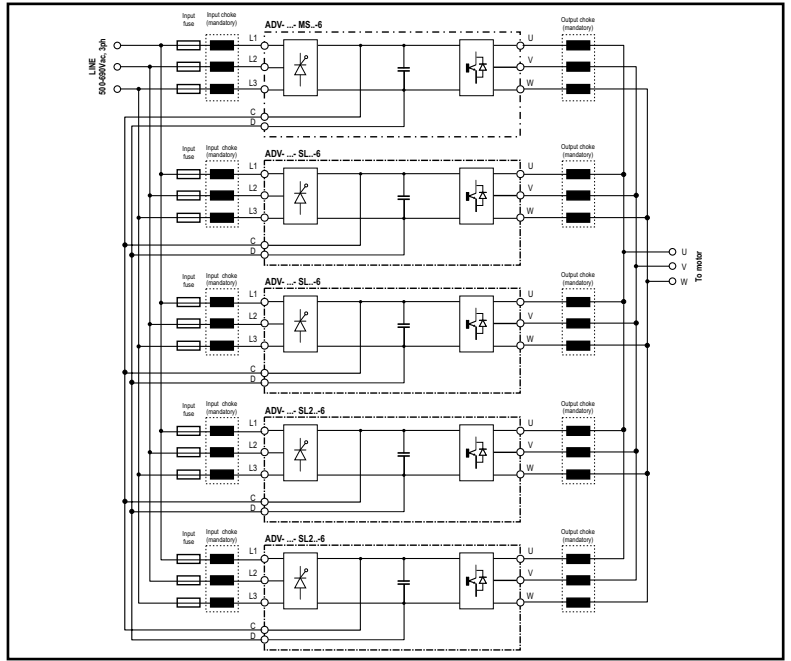 LINE
500-690Vac, 3ph
Input
fuse
Input choke
(mandatory)
ADV- ...- MS..-6
Output choke
(mandatory)
L1
L2
L3
C
D
U
V
W
Input
fuse
Input choke
(mandatory)
ADV- ...- SL..-6
Output choke
(mandatory)
L1
L2
L3
C
D
U
V
W
U
V
W
To motor
Input
fuse
Input choke
(mandatory)
ADV- ...- SL..-6
Output choke
(mandatory)
L1
L2
L3
C
D
U
V
W
Input
fuse
Input choke
(mandatory)
ADV- ...- SL2..-6
Output choke
(mandatory)
L1
L2
L3
C
D
U
V
W
Input
fuse
Input choke
(mandatory)
ADV- ...- SL2..-6
Output choke
(mandatory)
L1
L2
L3
C
D
U
V
W